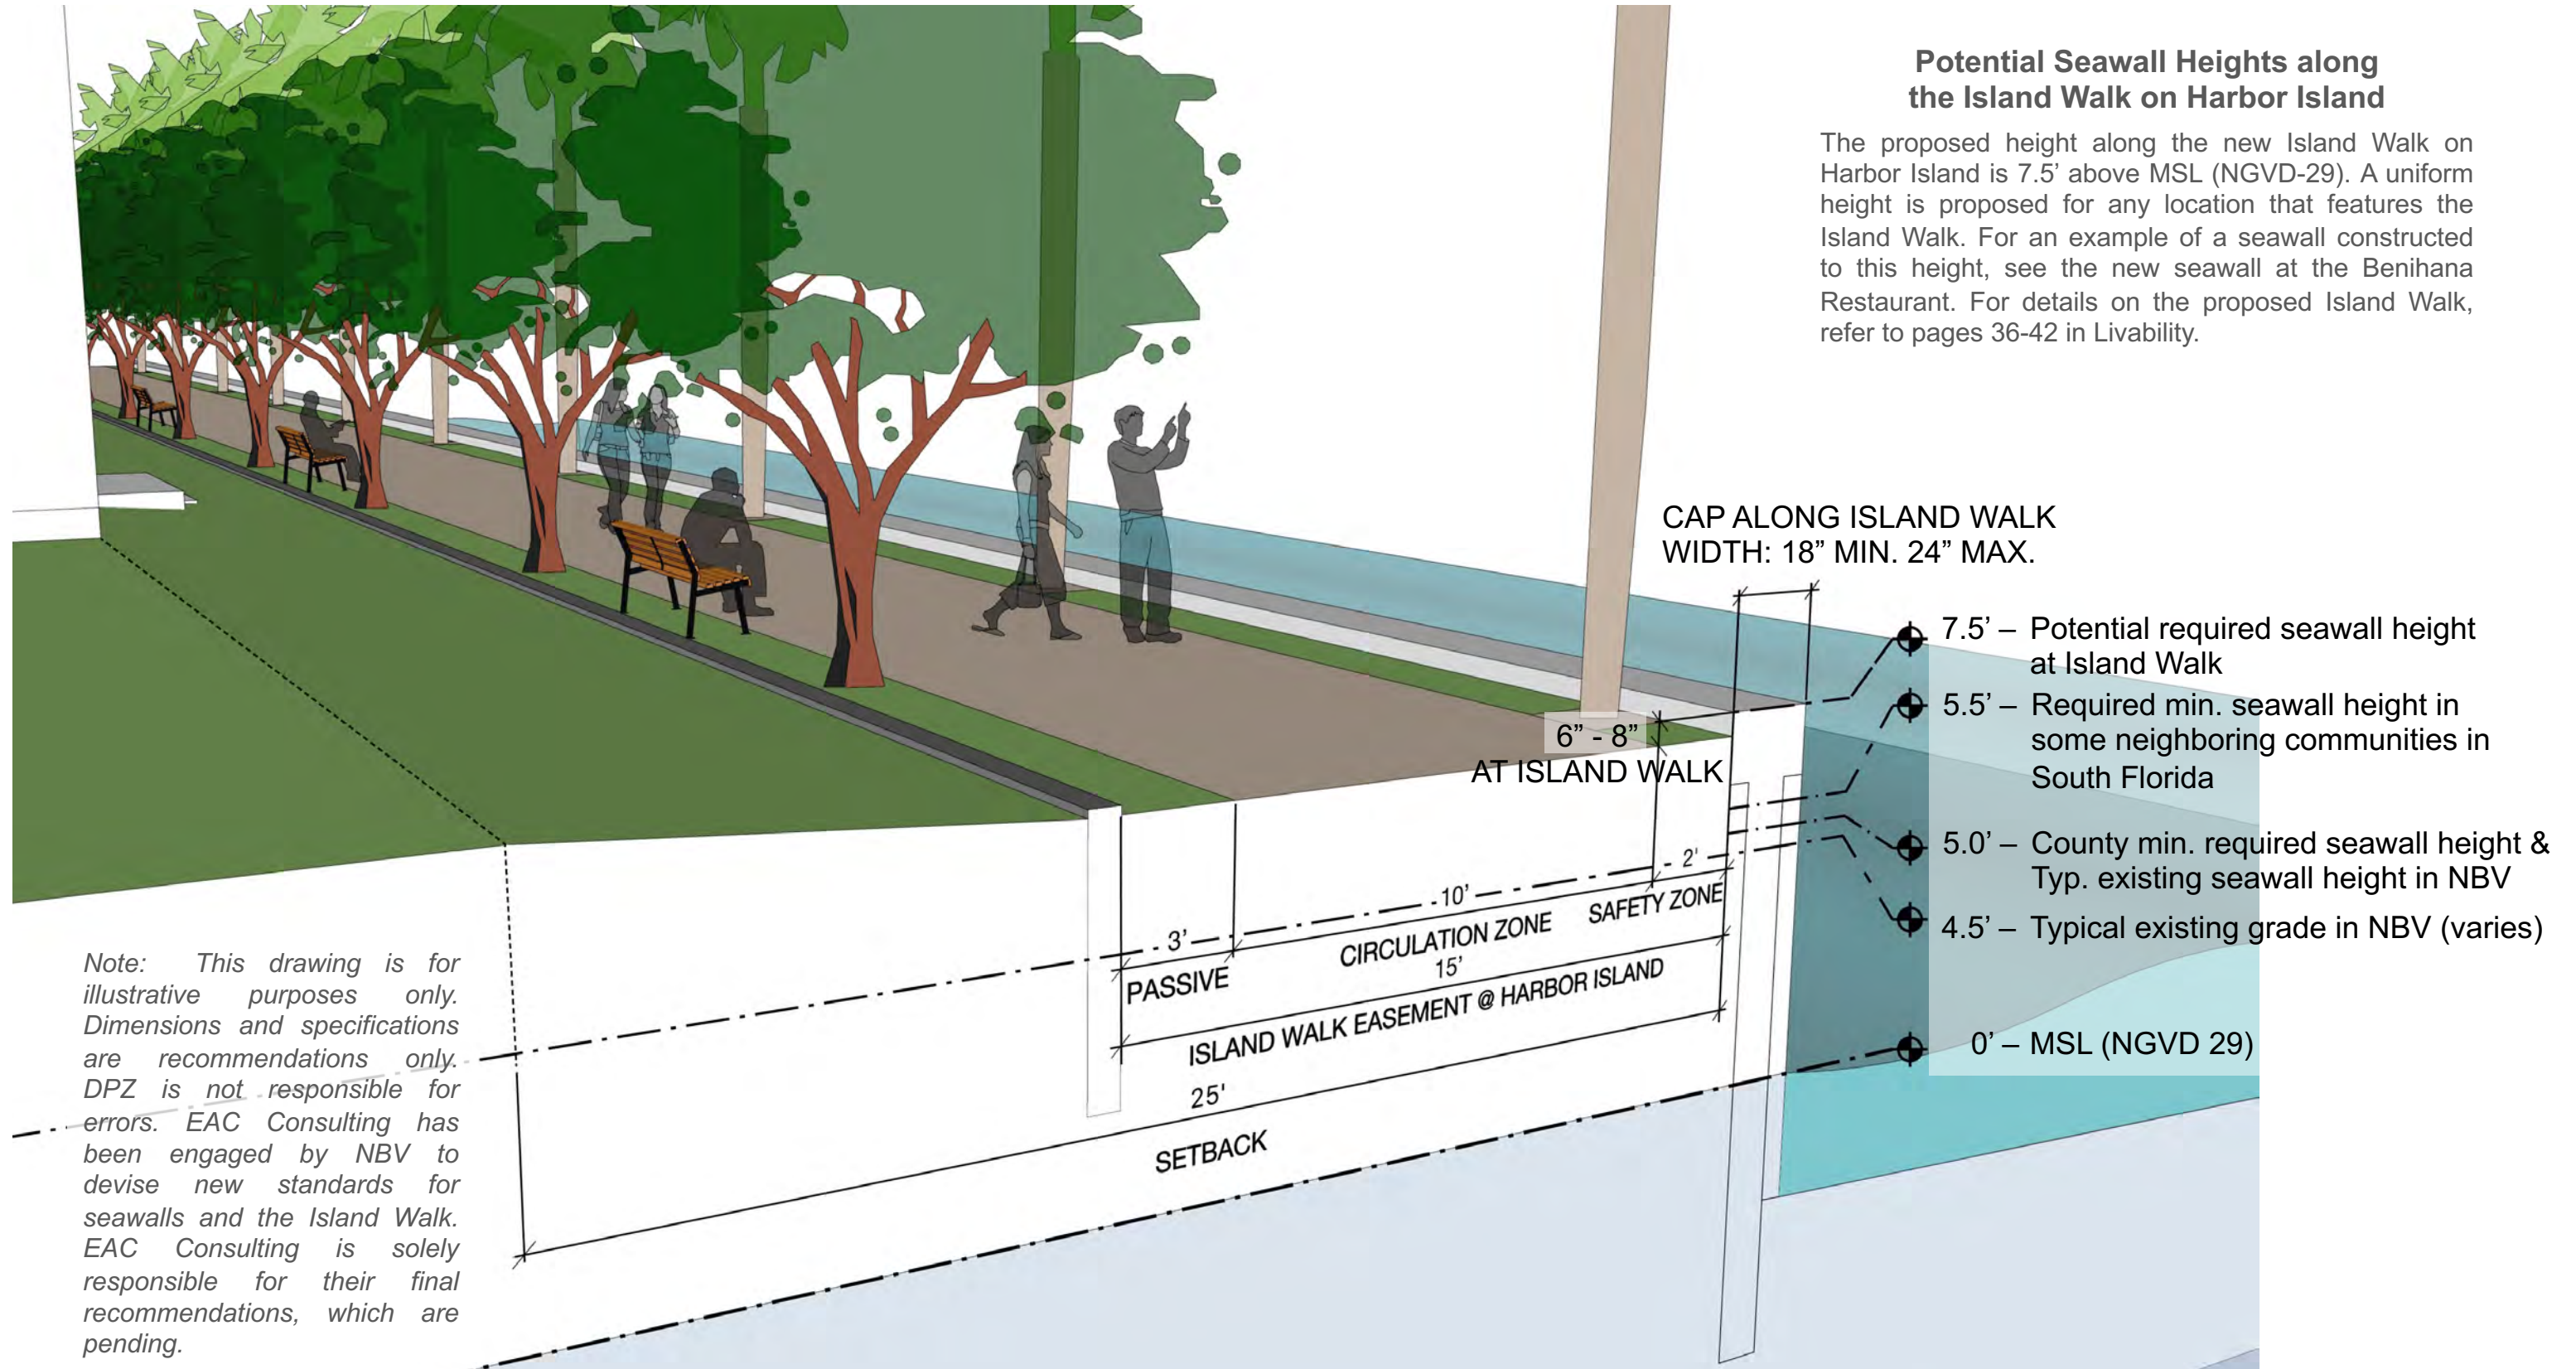 Potential Seawall Heights along
the Island Walk on Harbor Island
The proposed height along the new Island Walk on
Harbor Island is 7.5’ above MSL (NGVD-29). A uniform
height is proposed for any location that features the
Island Walk. For an example of a seawall constructed
to this height, see the new seawall at the Benihana
Restaurant. For details on the proposed Island Walk,
refer to pages 36-42 in Livability.
CAP ALONG ISLAND WALK
WIDTH: 18” MIN. 24” MAX.
7.5’ – Potential required seawall height
at Island Walk
5.5’ – Required min. seawall height in
some neighboring communities in
South Florida
5.0’ – County min. required seawall height &
Typ. existing seawall height in NBV
4.5’ – Typical existing grade in NBV (varies)
0’ – MSL (NGVD 29)
6” - 8”
AT ISLAND WALK
3'
10'
2'
PASSIVE
CIRCULATION ZONE
SAFETY ZONE
15'
ISLAND WALK EASEMENT @ HARBOR ISLAND
25'
SETBACK
Note: This drawing is for
illustrative purposes only.
Dimensions and specifications
are recommendations only.
DPZ is not responsible for
errors. EAC Consulting has
been engaged by NBV to
devise new standards for
seawalls and the Island Walk.
EAC Consulting is solely
responsible for their final
recommendations, which are
pending.